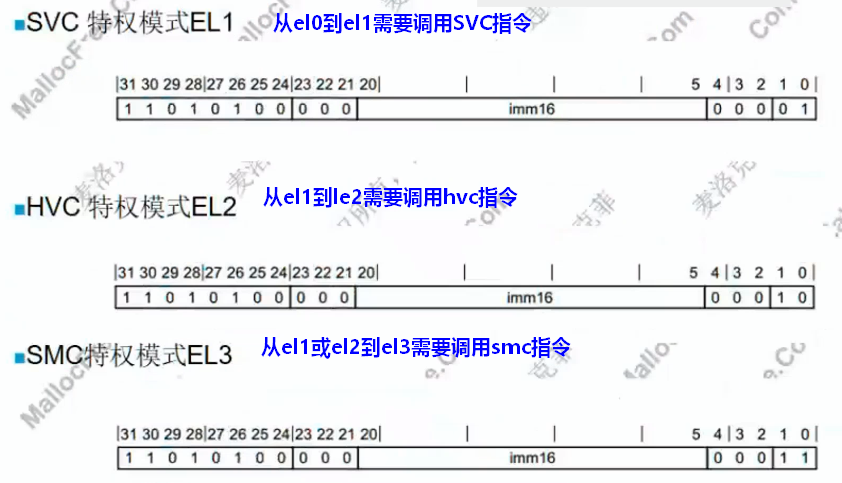 ■SVC 特权模式EL1 从el0到el1需要调用SVC指令
|31 30 29 28|27 26 25 24|23 22 21 20| | | | 5 4|3 2 1 0|
1 1 0 1 0 1 0 0 0 0 0 imm16 0 0 0 0 1
■HVC 特权模式EL2 从el1到le2需要调用hvc指令
|31 30 29 28|27 26 25 24|23 22 21 20| | | | 5 4|3 2 1 0|
1 1 0 1 0 1 0 0 0 0 0 imm16 0 0 0 1 0
■SMC特权模式EL3 从el1或el2到el3需要调用smc指令
|31 30 29 28|27 26 25 24|23 22 21 20| | | | 5 4|3 2 1 0|
1 1 0 1 0 1 0 0 0 0 0 imm16 0 0 0 1 1